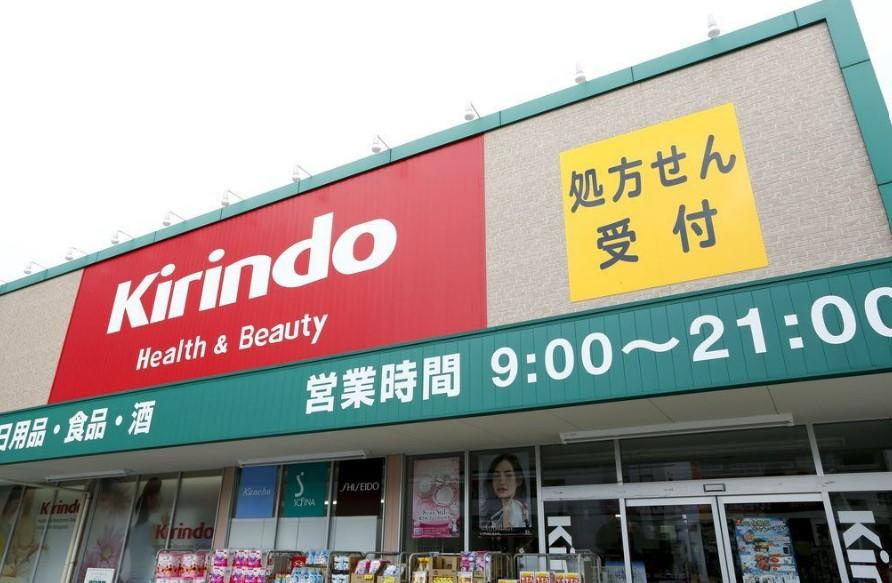 処方せん
受付
Kirindo
Health & Beauty
営業時間 9:00〜21:00
日用品・食品・酒
Kanebo
SOFINA
SHISEIDO
Kirindo
Kirindo